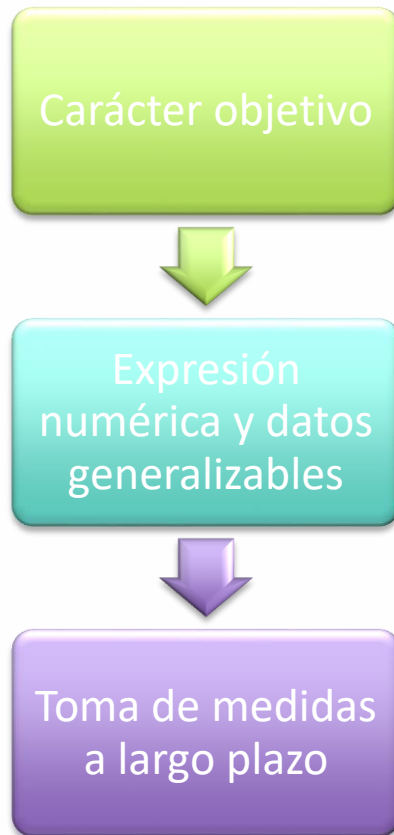 Carácter objetivo
Expresión
numérica y datos
generalizables
Toma de medidas
a largo plazo